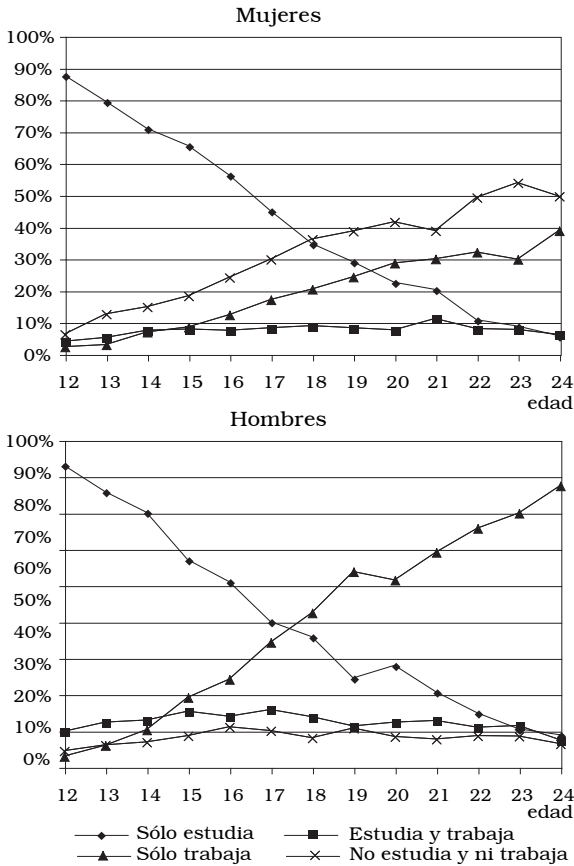 Mujeres
100%
90%
80%
70%
60%
50%
40%
30%
20%
10%
0%
12 13 14 15 16 17 18 19 20 21 22 23 24
edad
Hombres
100%
90%
80%
70%
60%
50%
40%
30%
20%
10%
0%
12 13 14 15 16 17 18 19 20 21 22 23 24
edad
Sólo estudia Estudia y trabaja
Sólo trabaja No estudia y ni trabaja